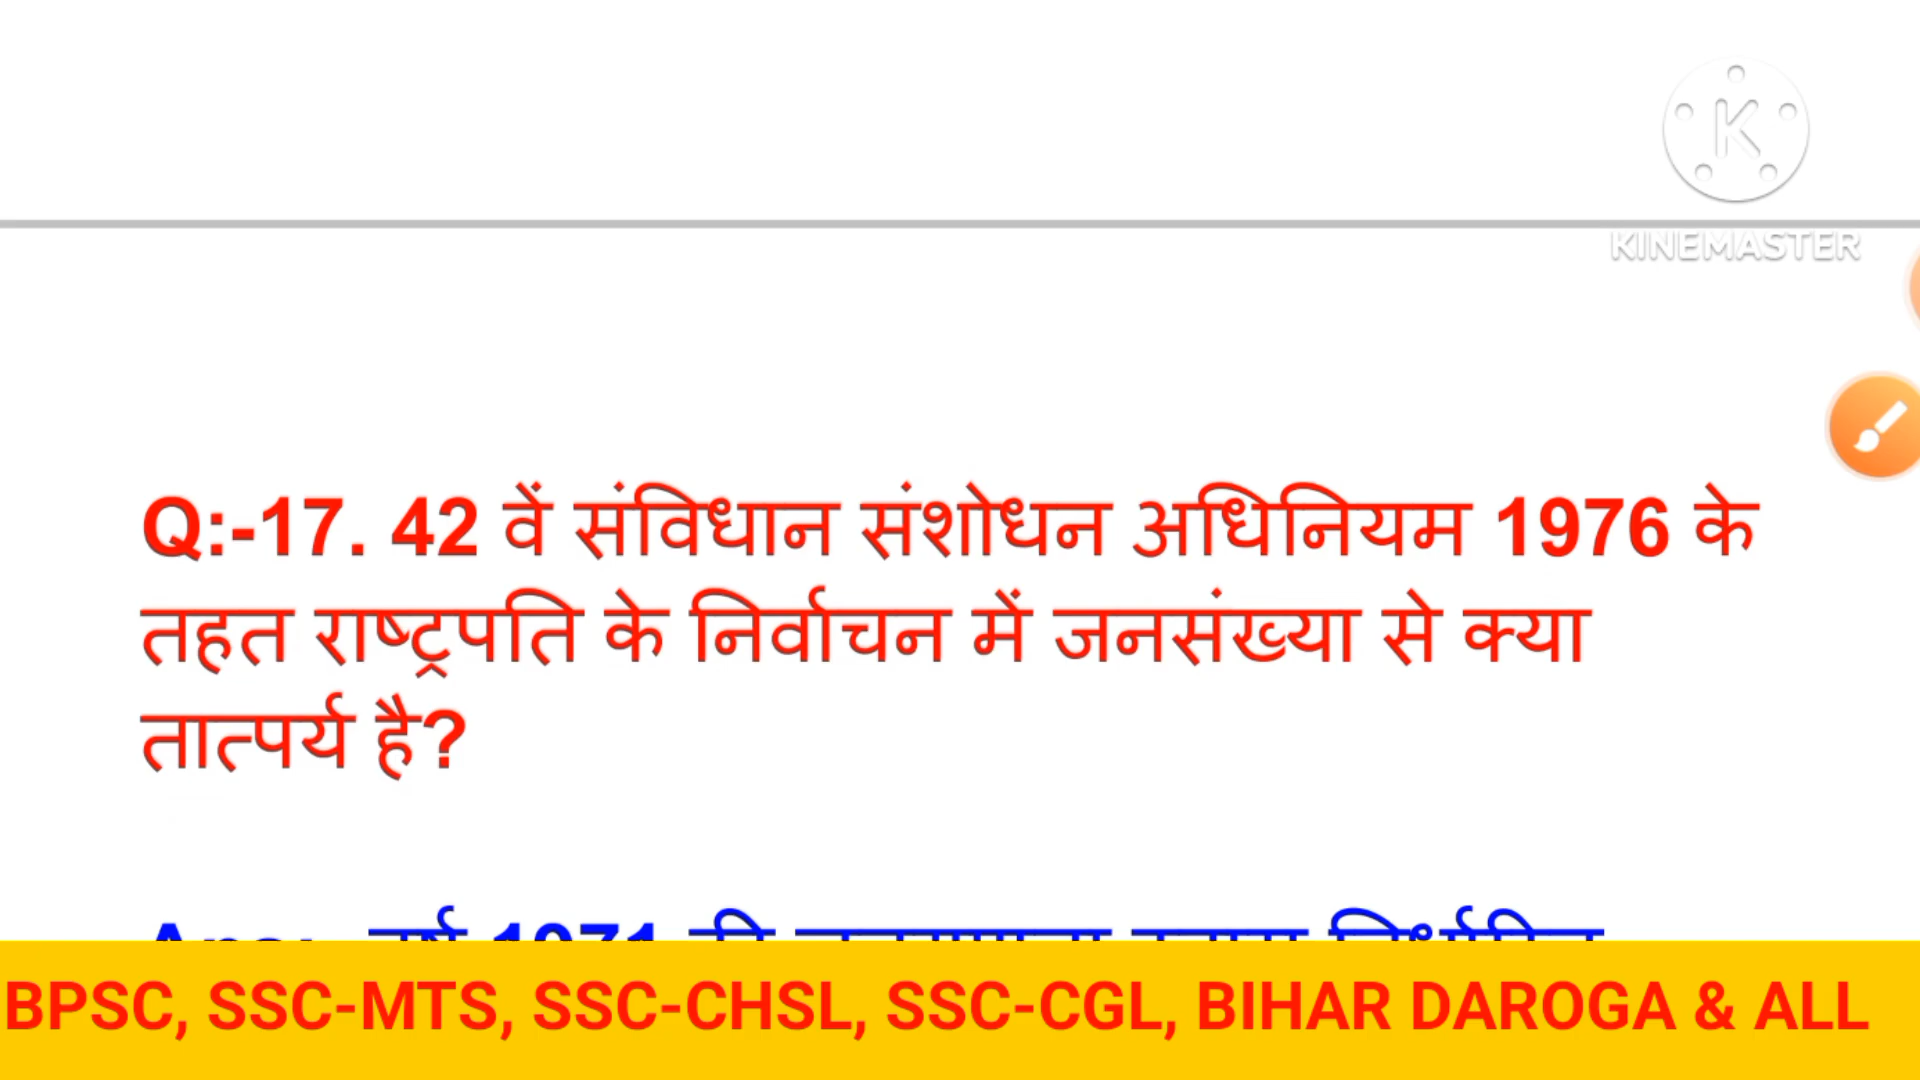 K
KINEMASTER
Q:-17. 42 वें संविधान संशोधन अधिनियम 1976 के
तहत राष्ट्रपति के निर्वाचन में जनसंख्या से क्या
तात्पर्य है?
1971 की
BPSC, SSC-MTS, SSC-CHSL, SSC-CGL, BIHAR DAROGA & ALL